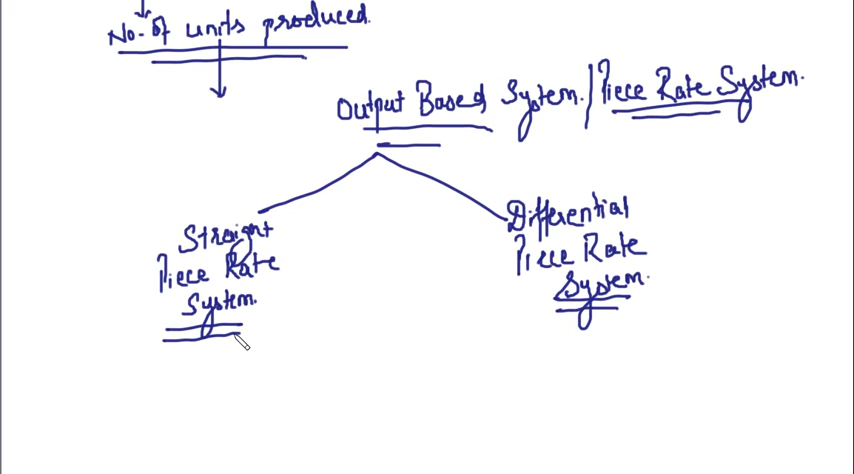 No. of units produced.
Output Based System. / Piece Rate System.
Straight
Piece Rate
System.
Differential
Piece Rate
System.